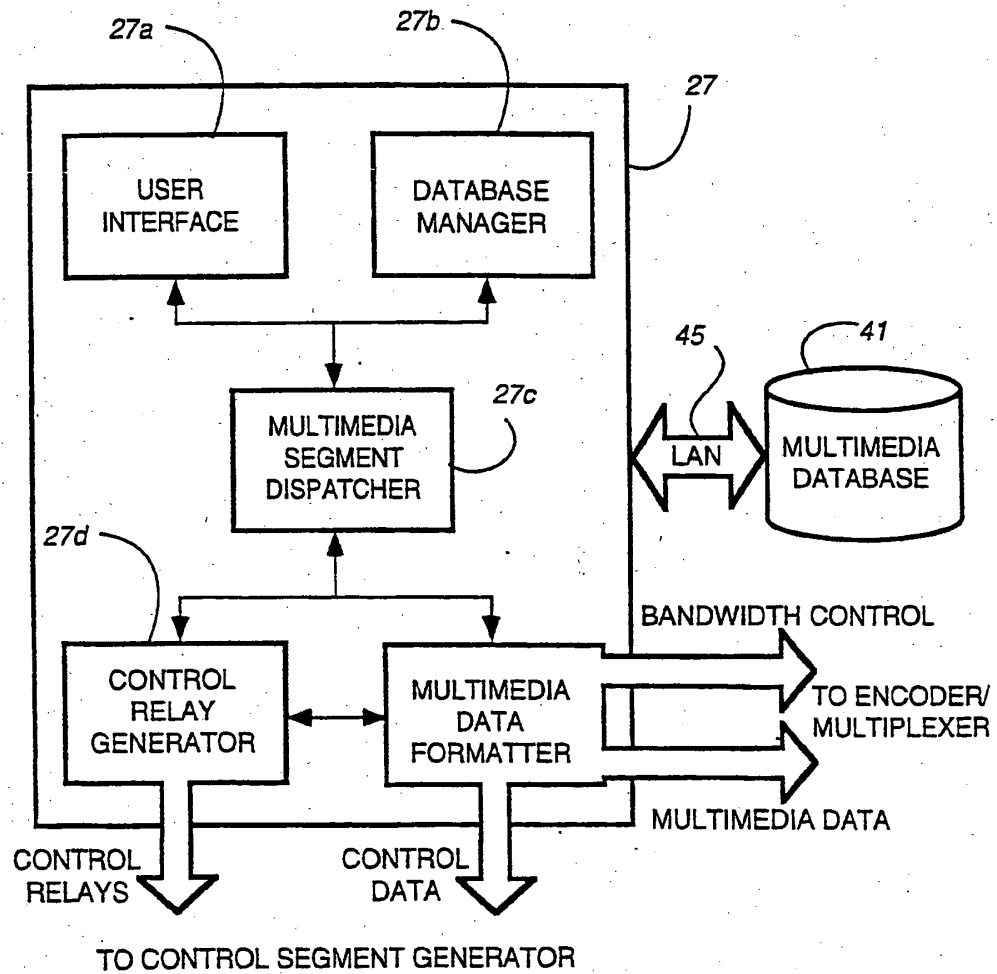 27a
27b
27
USER
INTERFACE
DATABASE
MANAGER
45
41
27c
MULTIMEDIA
SEGMENT
DISPATCHER
LAN
MULTIMEDIA
DATABASE
27d
BANDWIDTH CONTROL
CONTROL
RELAY
GENERATOR
MULTIMEDIA
DATA
FORMATTER
TO ENCODER/
MULTIPLEXER
MULTIMEDIA DATA
CONTROL
RELAYS
CONTROL
DATA
TO CONTROL SEGMENT GENERATOR